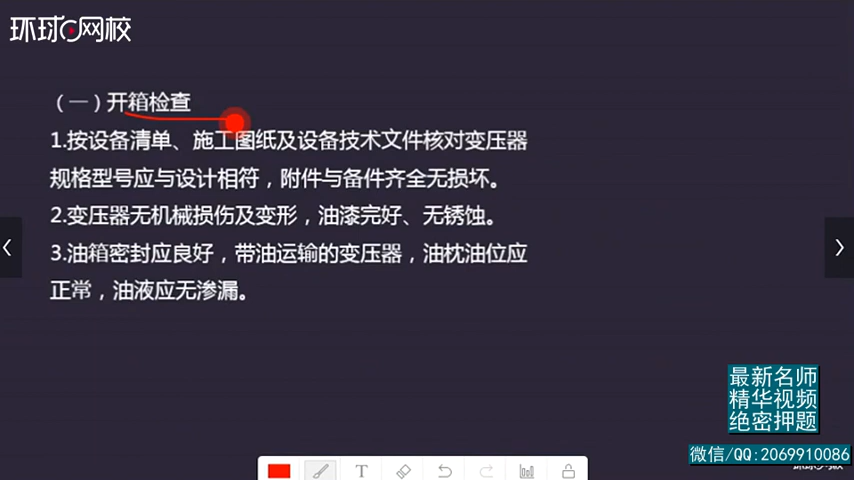 环球网校
（一）开箱检查
1.按设备清单、施工图纸及设备技术文件核对变压器
规格型号应与设计相符，附件与备件齐全无损坏。
2.变压器无机械损伤及变形，油漆完好、无锈蚀。
3.油箱密封应良好，带油运输的变压器，油枕油位应
正常，油液应无渗漏。
最新名师
精华视频
绝密押题
微信/QQ:2069910086
T